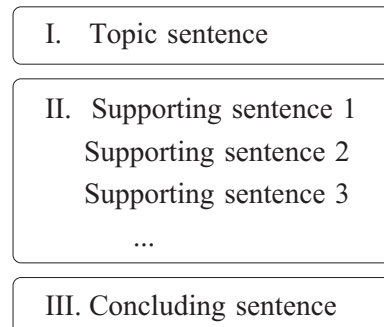 I. Topic sentence
II. Supporting sentence 1
Supporting sentence 2
Supporting sentence 3
...
III. Concluding sentence